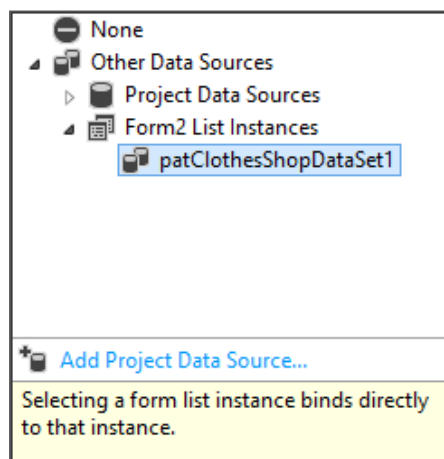 None
Other Data Sources
Project Data Sources
Form2 List Instances
patClothesShopDataSet1
Add Project Data Source...
Selecting a form list instance binds directly
to that instance.